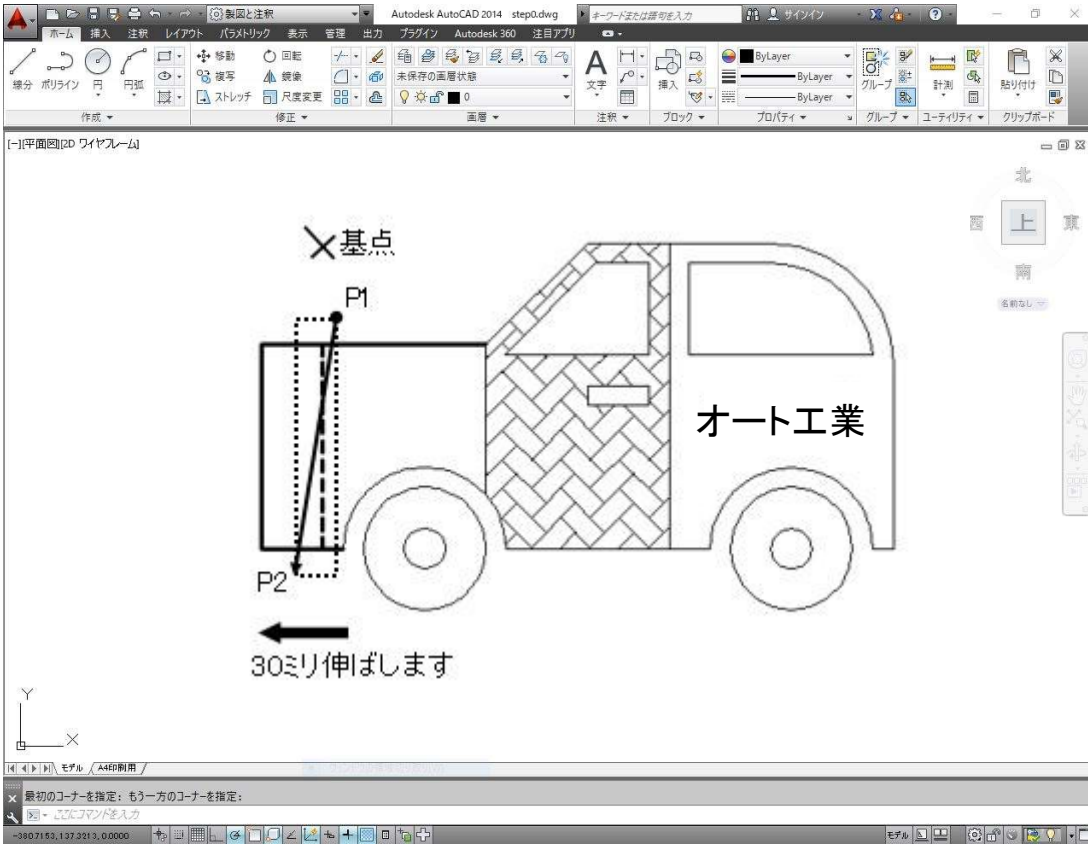 製図と注釈
Autodesk AutoCAD 2014 step0.dwg
キーワードまたは語句を入力
サインイン
ホーム 挿入 注釈 レイアウト パラメトリック 表示 管理 出力 プラグイン Autodesk 360 注目アプリ
線分 ポリライン 円 円弧
移動 回転
複写 鏡像
ストレッチ 尺度変更
未保存の画層状態
0
文字
挿入
ByLayer
ByLayer
ByLayer
グループ
計測
貼り付け
作成 修正 画層 注釈 ブロック プロパティ グループ ユーティリティ クリップボード
[-][平面図][2D ワイヤフレーム]
北
西 上 東
南
名前なし
基点
P1
オート工業
P2
30ミリ伸ばします
Y
X
モデル A4印刷用
最初のコーナーを指定: もう一方のコーナーを指定:
ここにコマンドを入力
-380.7153, 137.3213, 0.0000
モデル